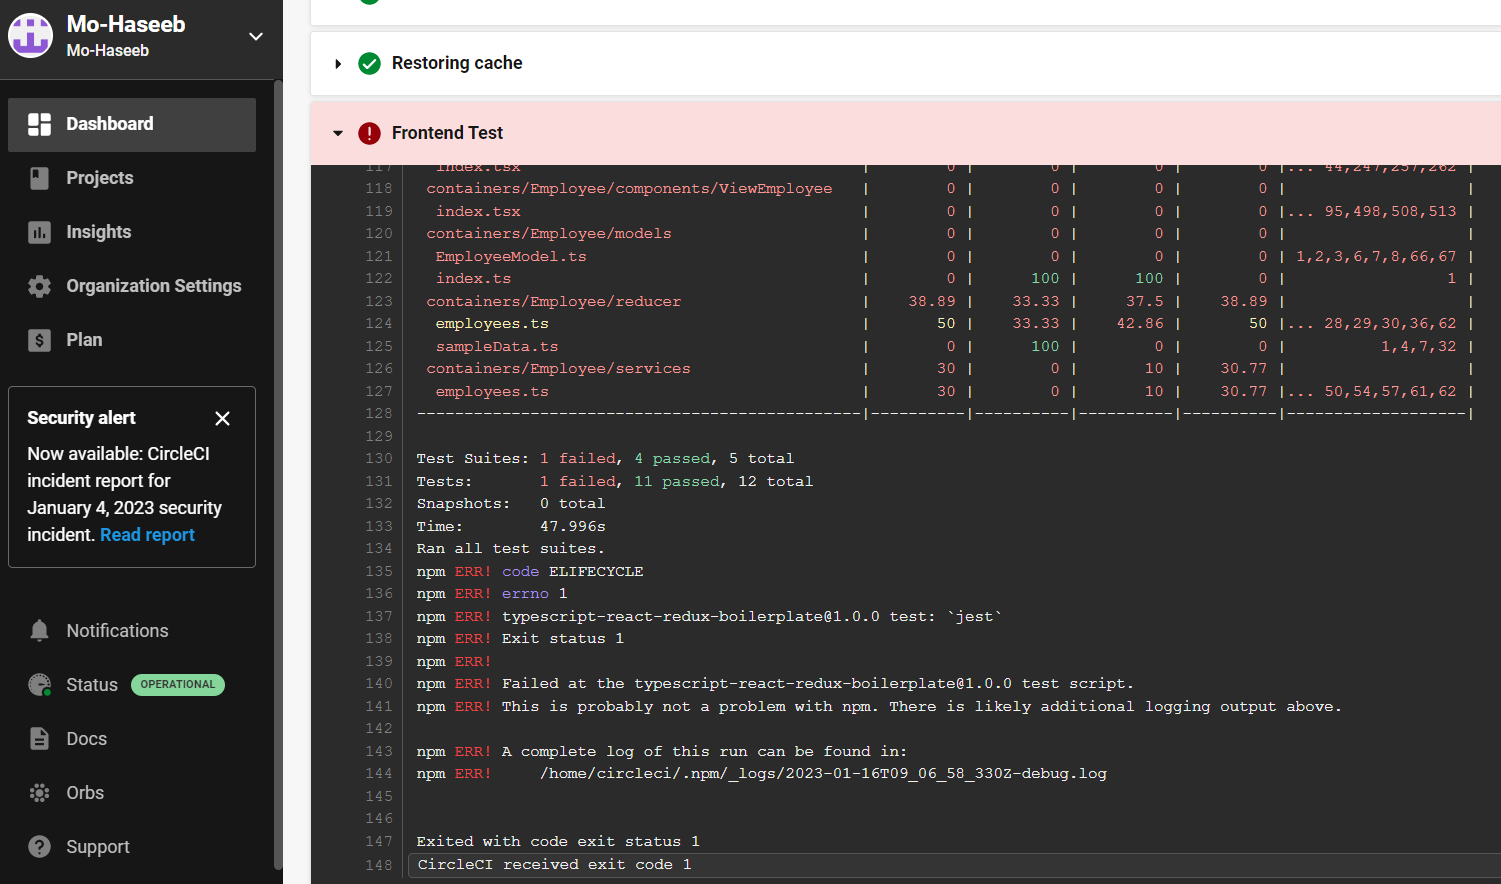 Mo-Haseeb
Mo-Haseeb
Dashboard
Projects
Insights
Organization Settings
Plan
Security alert
Now available: CircleCI
incident report for
January 4, 2023 security
incident. Read report
Notifications
Status OPERATIONAL
Docs
Orbs
Support
Restoring cache
Frontend Test
117 index.tsx | 0 | 0 | 0 | 0 |... 44,247,257,262 |
118 containers/Employee/components/ViewEmployee | 0 | 0 | 0 | 0 | |
119 index.tsx | 0 | 0 | 0 | 0 |... 95,498,508,513 |
120 containers/Employee/models | 0 | 0 | 0 | 0 | |
121 EmployeeModel.ts | 0 | 0 | 0 | 0 | 1,2,3,6,7,8,66,67 |
122 index.ts | 0 | 100 | 100 | 0 | 1 |
123 containers/Employee/reducer | 38.89 | 33.33 | 37.5 | 38.89 | |
124 employees.ts | 50 | 33.33 | 42.86 | 50 |... 28,29,30,36,62 |
125 sampleData.ts | 0 | 100 | 0 | 0 | 1,4,7,32 |
126 containers/Employee/services | 30 | 0 | 10 | 30.77 | |
127 employees.ts | 30 | 0 | 10 | 30.77 |... 50,54,57,61,62 |
128 -----------------------------------------------|----------|----------|----------|----------|-------------------|
129
130 Test Suites: 1 failed, 4 passed, 5 total
131 Tests: 1 failed, 11 passed, 12 total
132 Snapshots: 0 total
133 Time: 47.996s
134 Ran all test suites.
135 npm ERR! code ELIFECYCLE
136 npm ERR! errno 1
137 npm ERR! typescript-react-redux-boilerplate@1.0.0 test: `jest`
138 npm ERR! Exit status 1
139 npm ERR!
140 npm ERR! Failed at the typescript-react-redux-boilerplate@1.0.0 test script.
141 npm ERR! This is probably not a problem with npm. There is likely additional logging output above.
142
143 npm ERR! A complete log of this run can be found in:
144 npm ERR! /home/circleci/.npm/_logs/2023-01-16T09_06_58_330Z-debug.log
145
146
147 Exited with code exit status 1
148 CircleCI received exit code 1